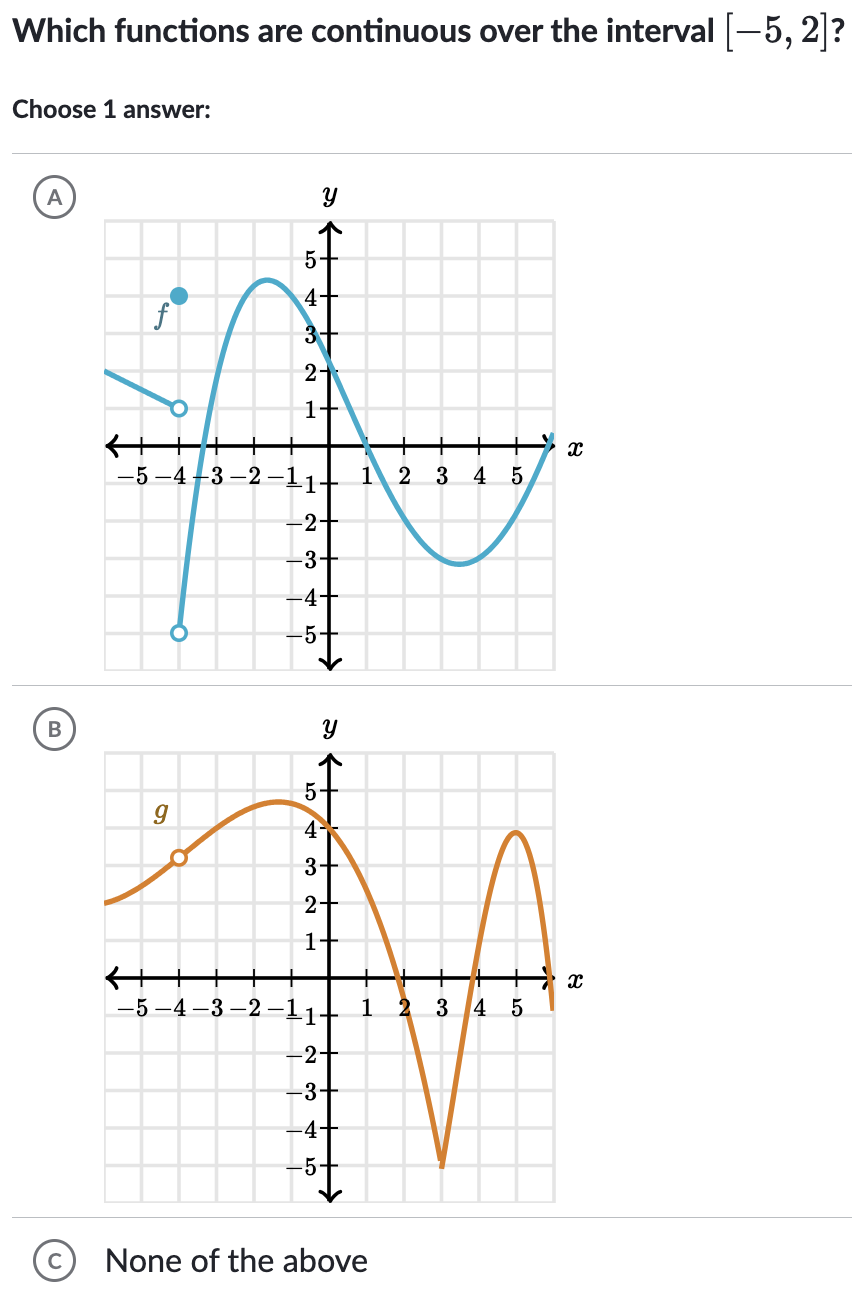 Which functions are continuous over the interval [−5, 2]?
Choose 1 answer:
A
y
5
4
f
3
2
1
x
−5 −4 −3 −2 −1 1 2 3 4 5
−1
−2
−3
−4
−5
B
y
5
g
4
3
2
1
x
−5 −4 −3 −2 −1 1 2 3 4 5
−1
−2
−3
−4
−5
C None of the above